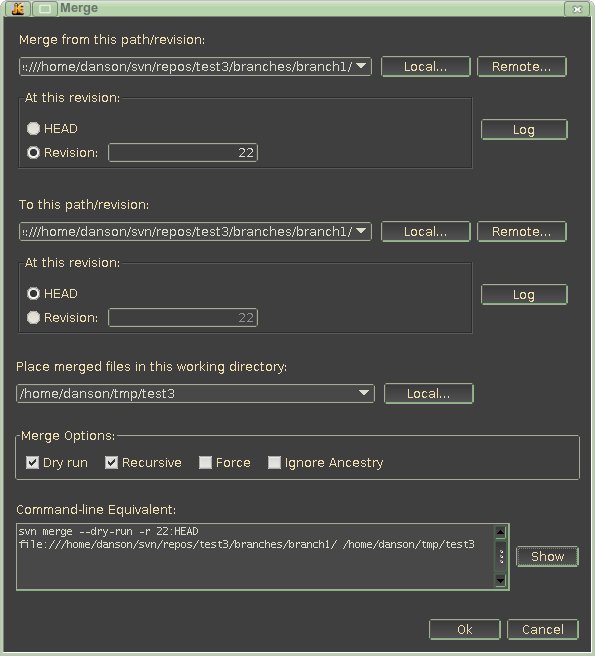 Merge
Merge from this path/revision:
:///home/danson/svn/repos/test3/branches/branch1/ Local... Remote...
At this revision:
HEAD
Log
Revision: 22
To this path/revision:
:///home/danson/svn/repos/test3/branches/branch1/ Local... Remote...
At this revision:
HEAD
Log
Revision: 22
Place merged files in this working directory:
/home/danson/tmp/test3 Local...
Merge Options:
Dry run Recursive Force Ignore Ancestry
Command-line Equivalent:
svn merge --dry-run -r 22:HEAD
file:///home/danson/svn/repos/test3/branches/branch1/ /home/danson/tmp/test3
Show
Ok Cancel